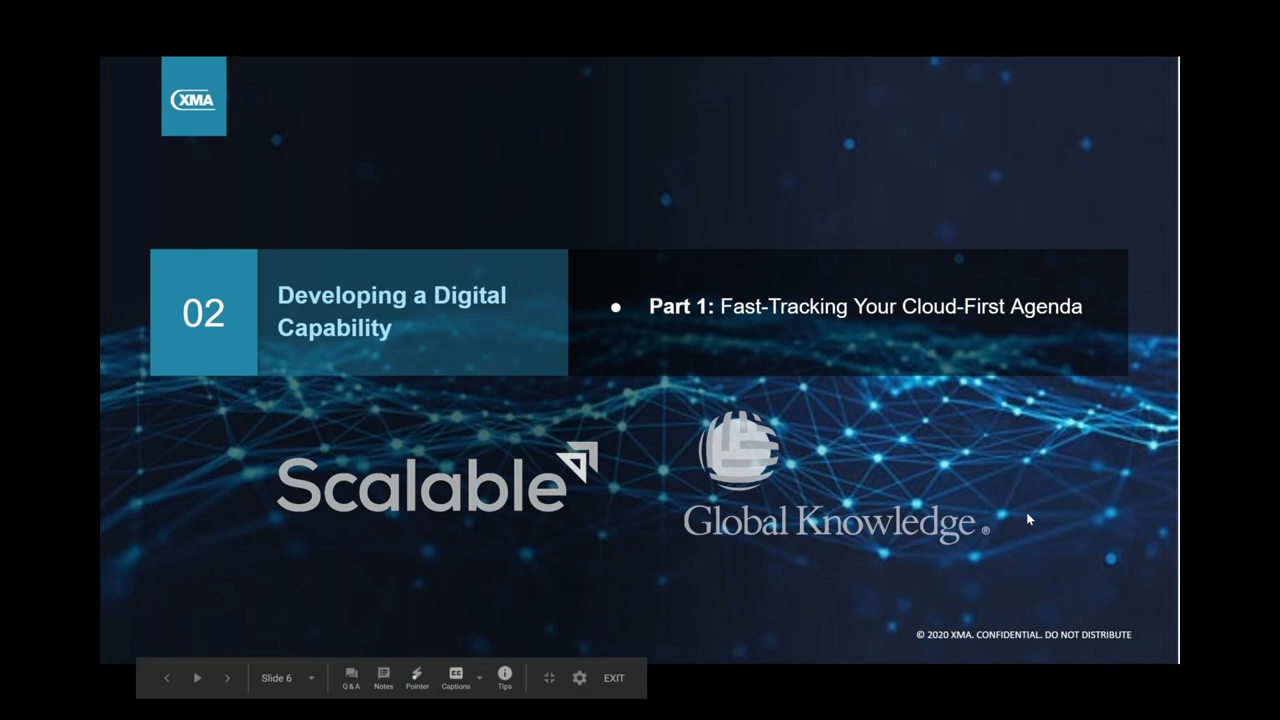 XMA
02
Developing a Digital
Capability
● Part 1: Fast-Tracking Your Cloud-First Agenda
Scalable
Global Knowledge ®
© 2020 XMA. CONFIDENTIAL. DO NOT DISTRIBUTE
Slide 6
Q & A
Notes
Pointer
CC
Captions
Tips
EXIT